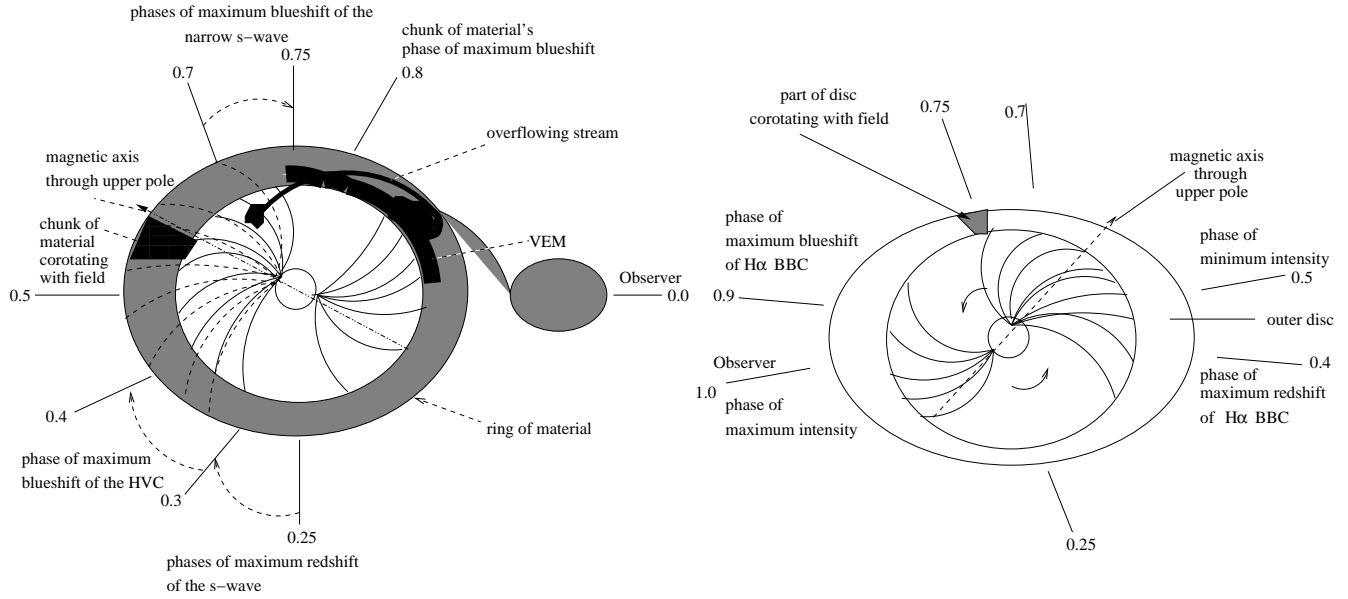 phases of maximum blueshift of the
narrow s−wave
0.75
0.7
chunk of material's
phase of maximum blueshift
0.8
overflowing stream
magnetic axis
through upper pole
chunk of
material
corotating
with field
VEM
Observer
0.0
0.5
0.4
ring of material
phase of maximum
blueshift of the HVC
0.3
0.25
phases of maximum redshift
of the s−wave
part of disc
corotating with field
0.75
0.7
magnetic axis
through
upper pole
phase of
maximum blueshift
of Hα BBC
phase of
minimum intensity
0.5
0.9
outer disc
Observer
1.0
phase of
maximum intensity
0.4
phase of
maximum redshift
of Hα BBC
0.25